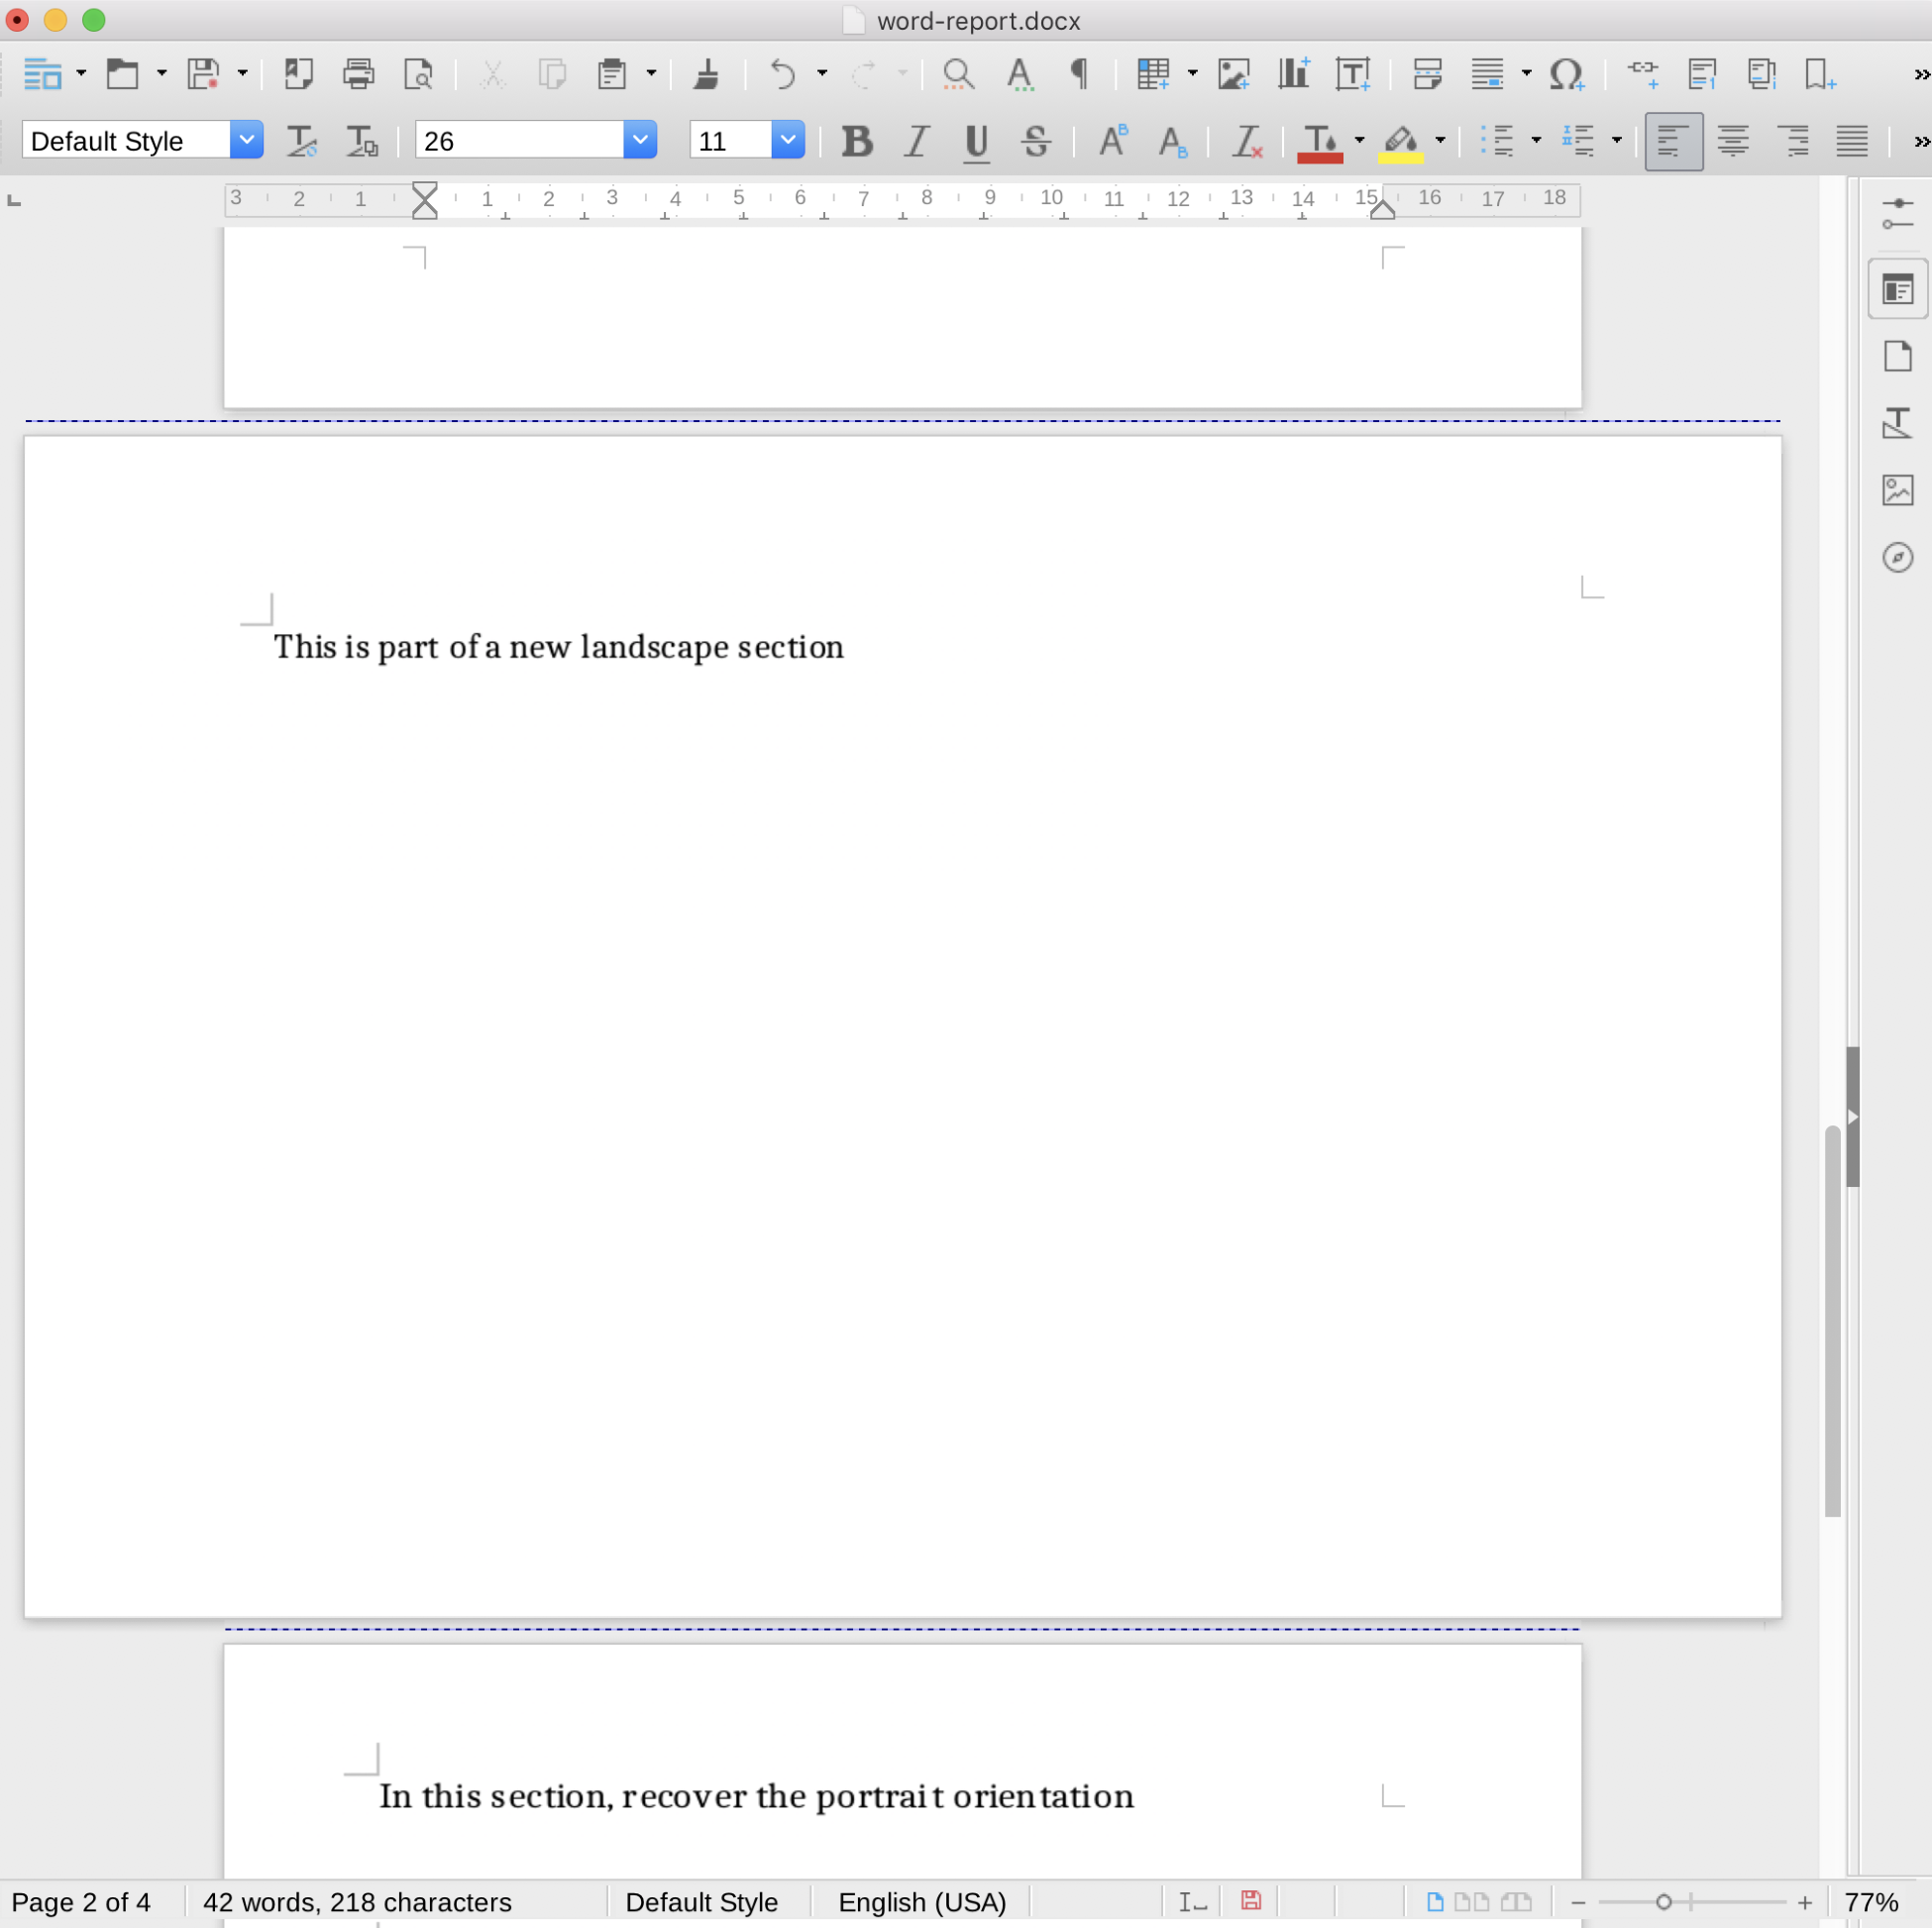 word-report.docx
Default Style 26 11
3 2 1 1 2 3 4 5 6 7 8 9 10 11 12 13 14 15 16 17 18
This is part of a new landscape section
In this section, recover the portrait orientation
Page 2 of 4 42 words, 218 characters Default Style English (USA) 77%